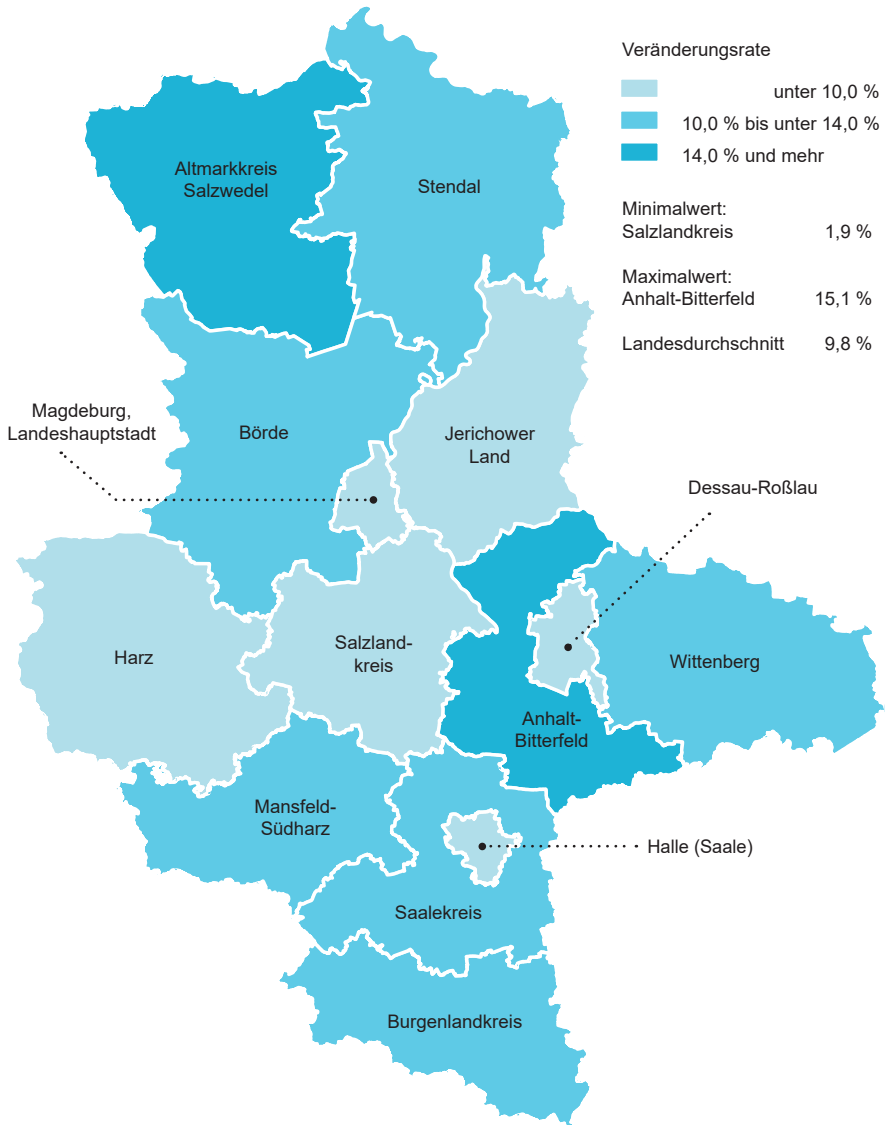 Veränderungsrate
unter 10,0 %
10,0 % bis unter 14,0 %
14,0 % und mehr
Minimalwert:
Salzlandkreis 1,9 %
Maximalwert:
Anhalt-Bitterfeld 15,1 %
Landesdurchschnitt 9,8 %
Altmarkkreis
Salzwedel
Stendal
Magdeburg,
Landeshauptstadt
Börde
Jerichower
Land
Dessau-Roßlau
Harz
Salzland-
kreis
Wittenberg
Anhalt-
Bitterfeld
Mansfeld-
Südharz
Halle (Saale)
Saalekreis
Burgenlandkreis